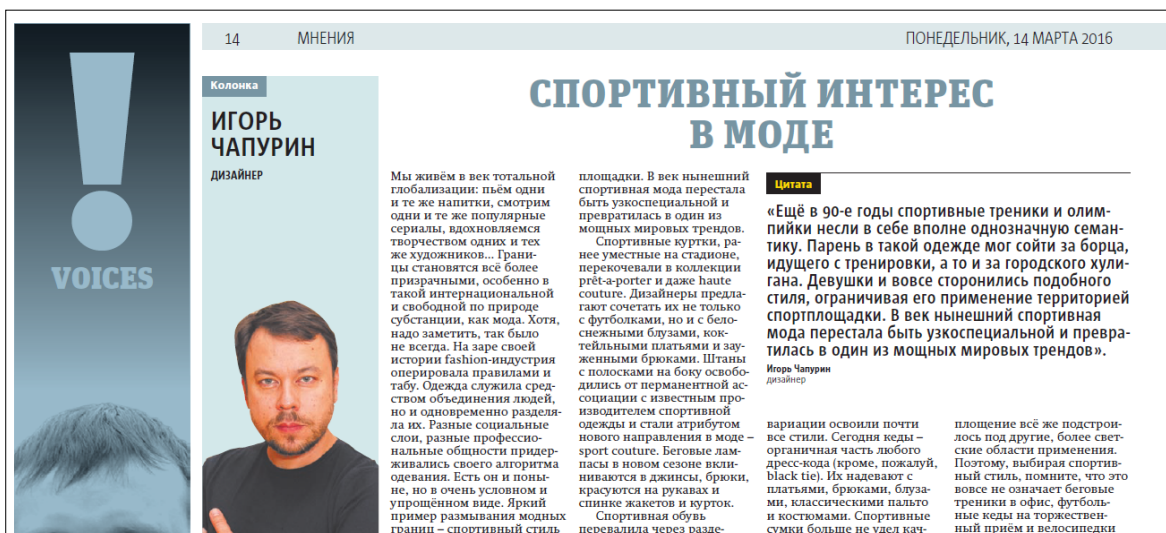 14
МНЕНИЯ
ПОНЕДЕЛЬНИК, 14 МАРТА 2016
VOICES
Колонка
ИГОРЬ
ЧАПУРИН
ДИЗАЙНЕР
СПОРТИВНЫЙ ИНТЕРЕС
В МОДЕ
Мы живём в век тотальной
глобализации: пьём одни
и те же напитки, смотрим
одни и те же популярные
сериалы, вдохновляемся
творчеством одних и тех
же художников... Грани-
цы становятся всё более
призрачными, особенно в
такой интернациональной
и свободной по природе
субстанции, как мода. Хотя,
надо заметить, так было
не всегда. На заре своей
истории fashion-индустрия
оперировала правилами и
табу. Одежда служила сред-
ством объединения людей,
но и одновременно разделя-
ла их. Разные социальные
слои, разные профессио-
нальные общности придер-
живались своего алгоритма
одевания. Есть он и поны-
не, но в очень условном и
упрощённом виде. Яркий
пример размывания модных
границ – спортивный стиль
площадки. В век нынешний
спортивная мода перестала
быть узкоспециальной и
превратилась в один из
мощных мировых трендов.
Спортивные куртки, ра-
нее уместные на стадионе,
перекочевали в коллекции
prêt-a-porter и даже haute
couture. Дизайнеры предла-
гают сочетать их не только
с футболками, но и с бело-
снежными блузами, кок-
тейльными платьями и зау-
женными брюками. Штаны
с полосками на боку освобо-
дились от перманентной ас-
социации с известным про-
изводителем спортивной
одежды и стали атрибутом
нового направления в моде –
sport couture. Беговые лам-
пасы в новом сезоне вкли-
ниваются в джинсы, брюки,
красуются на рукавах и
спинке жакетов и курток.
Спортивная обувь
перевалила через разде-
Цитата
«Ещё в 90-е годы спортивные треники и олим-
пийки несли в себе вполне однозначную семан-
тику. Парень в такой одежде мог сойти за борца,
идущего с тренировки, а то и за городского хули-
гана. Девушки и вовсе сторонились подобного
стиля, ограничивая его применение территорией
спортплощадки. В век нынешний спортивная
мода перестала быть узкоспециальной и превра-
тилась в один из мощных мировых трендов».
Игорь Чапурин
дизайнер
вариации освоили почти
все стили. Сегодня кеды –
органичная часть любого
дресс-кода (кроме, пожалуй,
black tie). Их надевают с
платьями, брюками, блуза-
ми, классическими пальто
и костюмами. Спортивные
сумки больше не удел кач-
площение всё же подстрои-
лось под другие, более свет-
ские области применения.
Поэтому, выбирая спортив-
ный стиль, помните, что это
вовсе не означает беговые
треники в офис, футболь-
ные кеды на торжествен-
ный приём и велосипедки